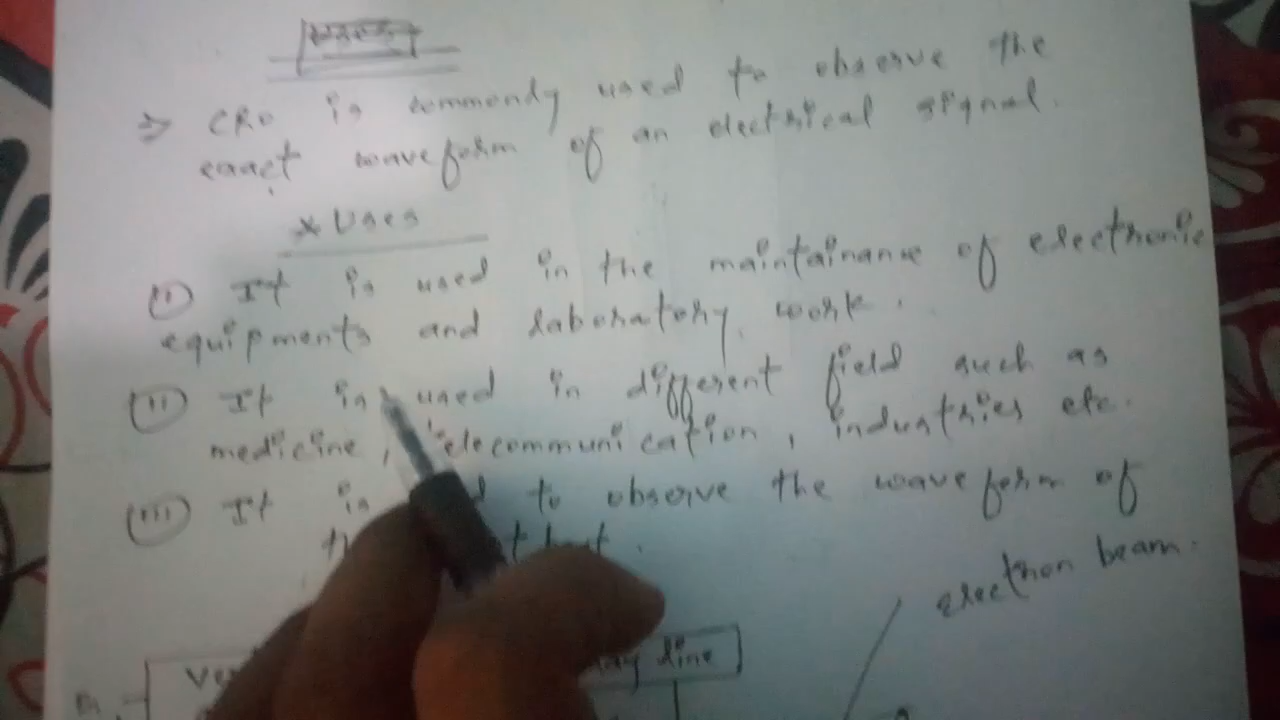 ⇒ CRO is commonly used to observe the
exact waveform of an electrical signal.
* Uses
(i) It is used in the maintainance of electronic
equipments and laboratory work.
(ii) It is used in different field such as
medicine, telecommunication, industries etc.
(iii) It is to observe the waveform of
electron beam.
line